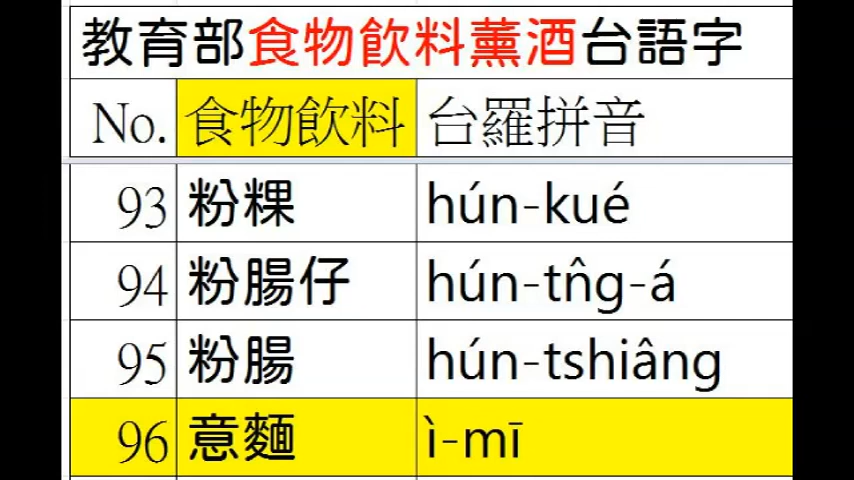 教育部食物飲料薰酒台語字
No. 食物飲料 台羅拼音
93 粉粿 hún-kué
94 粉腸仔 hún-tn̂g-á
95 粉腸 hún-tshiâng
96 意麵 ì-mī